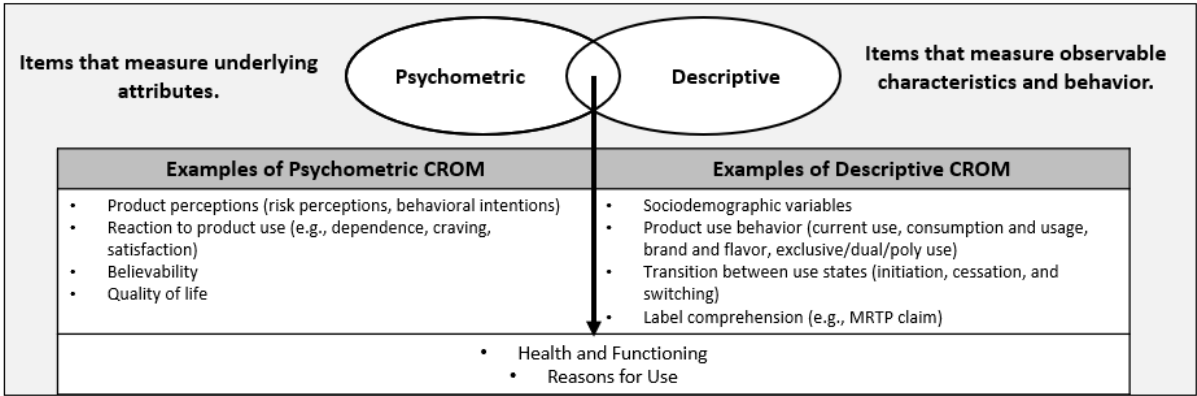 Items that measure underlying
attributes.
Psychometric
Descriptive
Items that measure observable
characteristics and behavior.
Examples of Psychometric CROM
• Product perceptions (risk perceptions, behavioral intentions)
• Reaction to product use (e.g., dependence, craving,
satisfaction)
• Believability
• Quality of life
Examples of Descriptive CROM
• Sociodemographic variables
• Product use behavior (current use, consumption and usage,
brand and flavor, exclusive/dual/poly use)
• Transition between use states (initiation, cessation, and
switching)
• Label comprehension (e.g., MRTP claim)
• Health and Functioning
• Reasons for Use